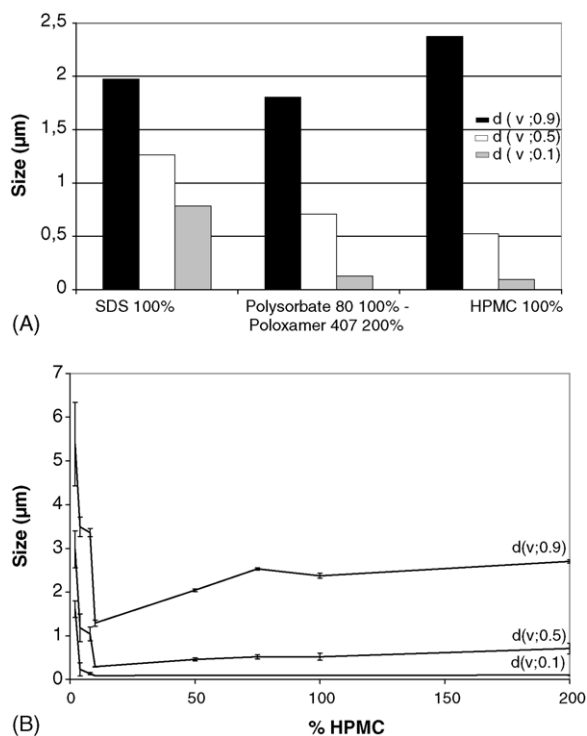 2,5
2
1,5
1
0,5
0
Size (µm)
d ( v ;0.9)
d ( v ;0.5)
d ( v ;0.1)
SDS 100%
Polysorbate 80 100% -
Poloxamer 407 200%
HPMC 100%
(A)
7
6
5
4
3
2
1
0
Size (µm)
d(v;0.9)
d(v;0.5)
d(v;0.1)
0 50 100 150 200
% HPMC
(B)